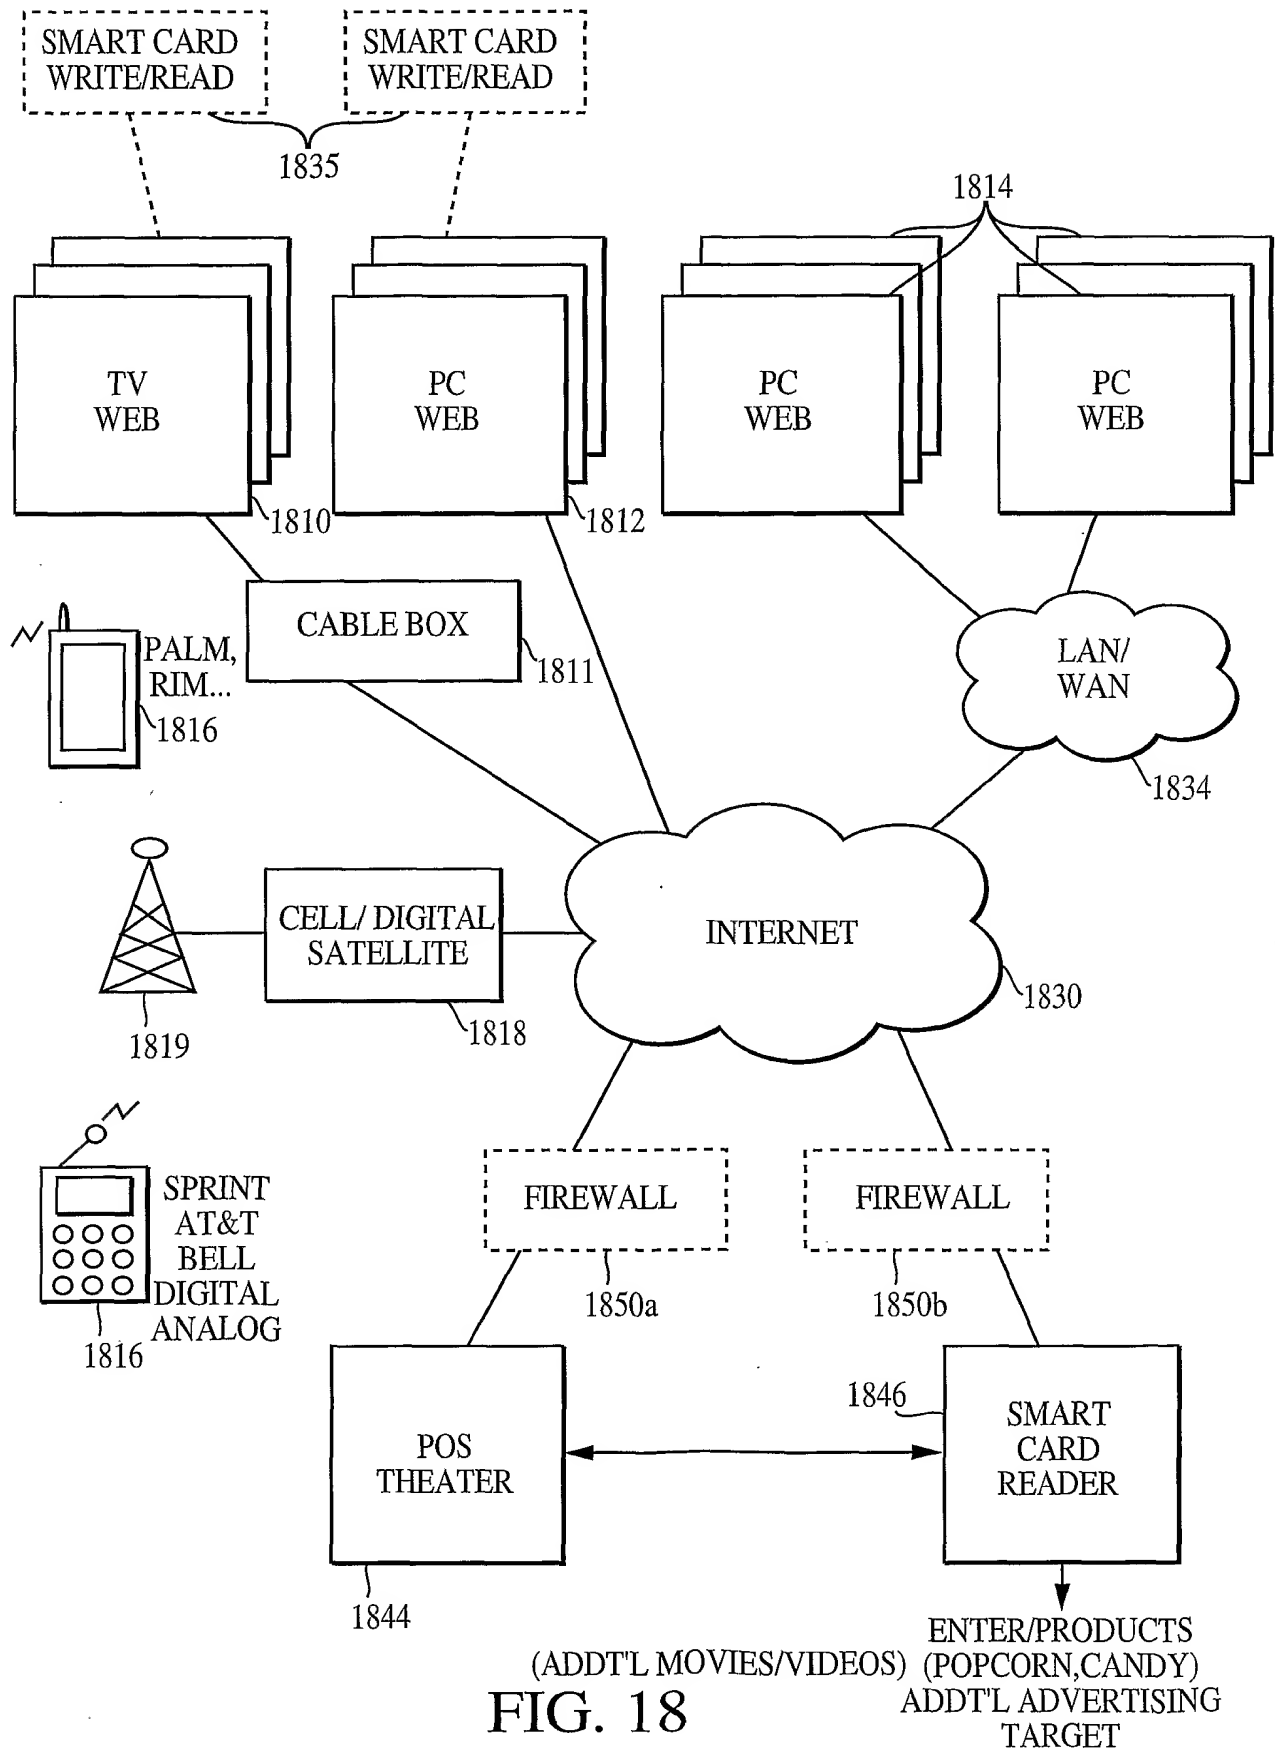 SMART CARD
WRITE/READ
SMART CARD
WRITE/READ
1835
1814
TV
WEB
PC
WEB
PC
WEB
PC
WEB
1810
1812
CABLE BOX
1811
PALM,
RIM...
1816
LAN/
WAN
1834
CELL/ DIGITAL
SATELLITE
INTERNET
1830
1819
1818
SPRINT
AT&T
BELL
DIGITAL
ANALOG
1816
FIREWALL
FIREWALL
1850a
1850b
1846
POS
THEATER
SMART
CARD
READER
1844
ENTER/PRODUCTS
(ADDT'L MOVIES/VIDEOS) (POPCORN,CANDY)
ADDT'L ADVERTISING
TARGET
FIG. 18